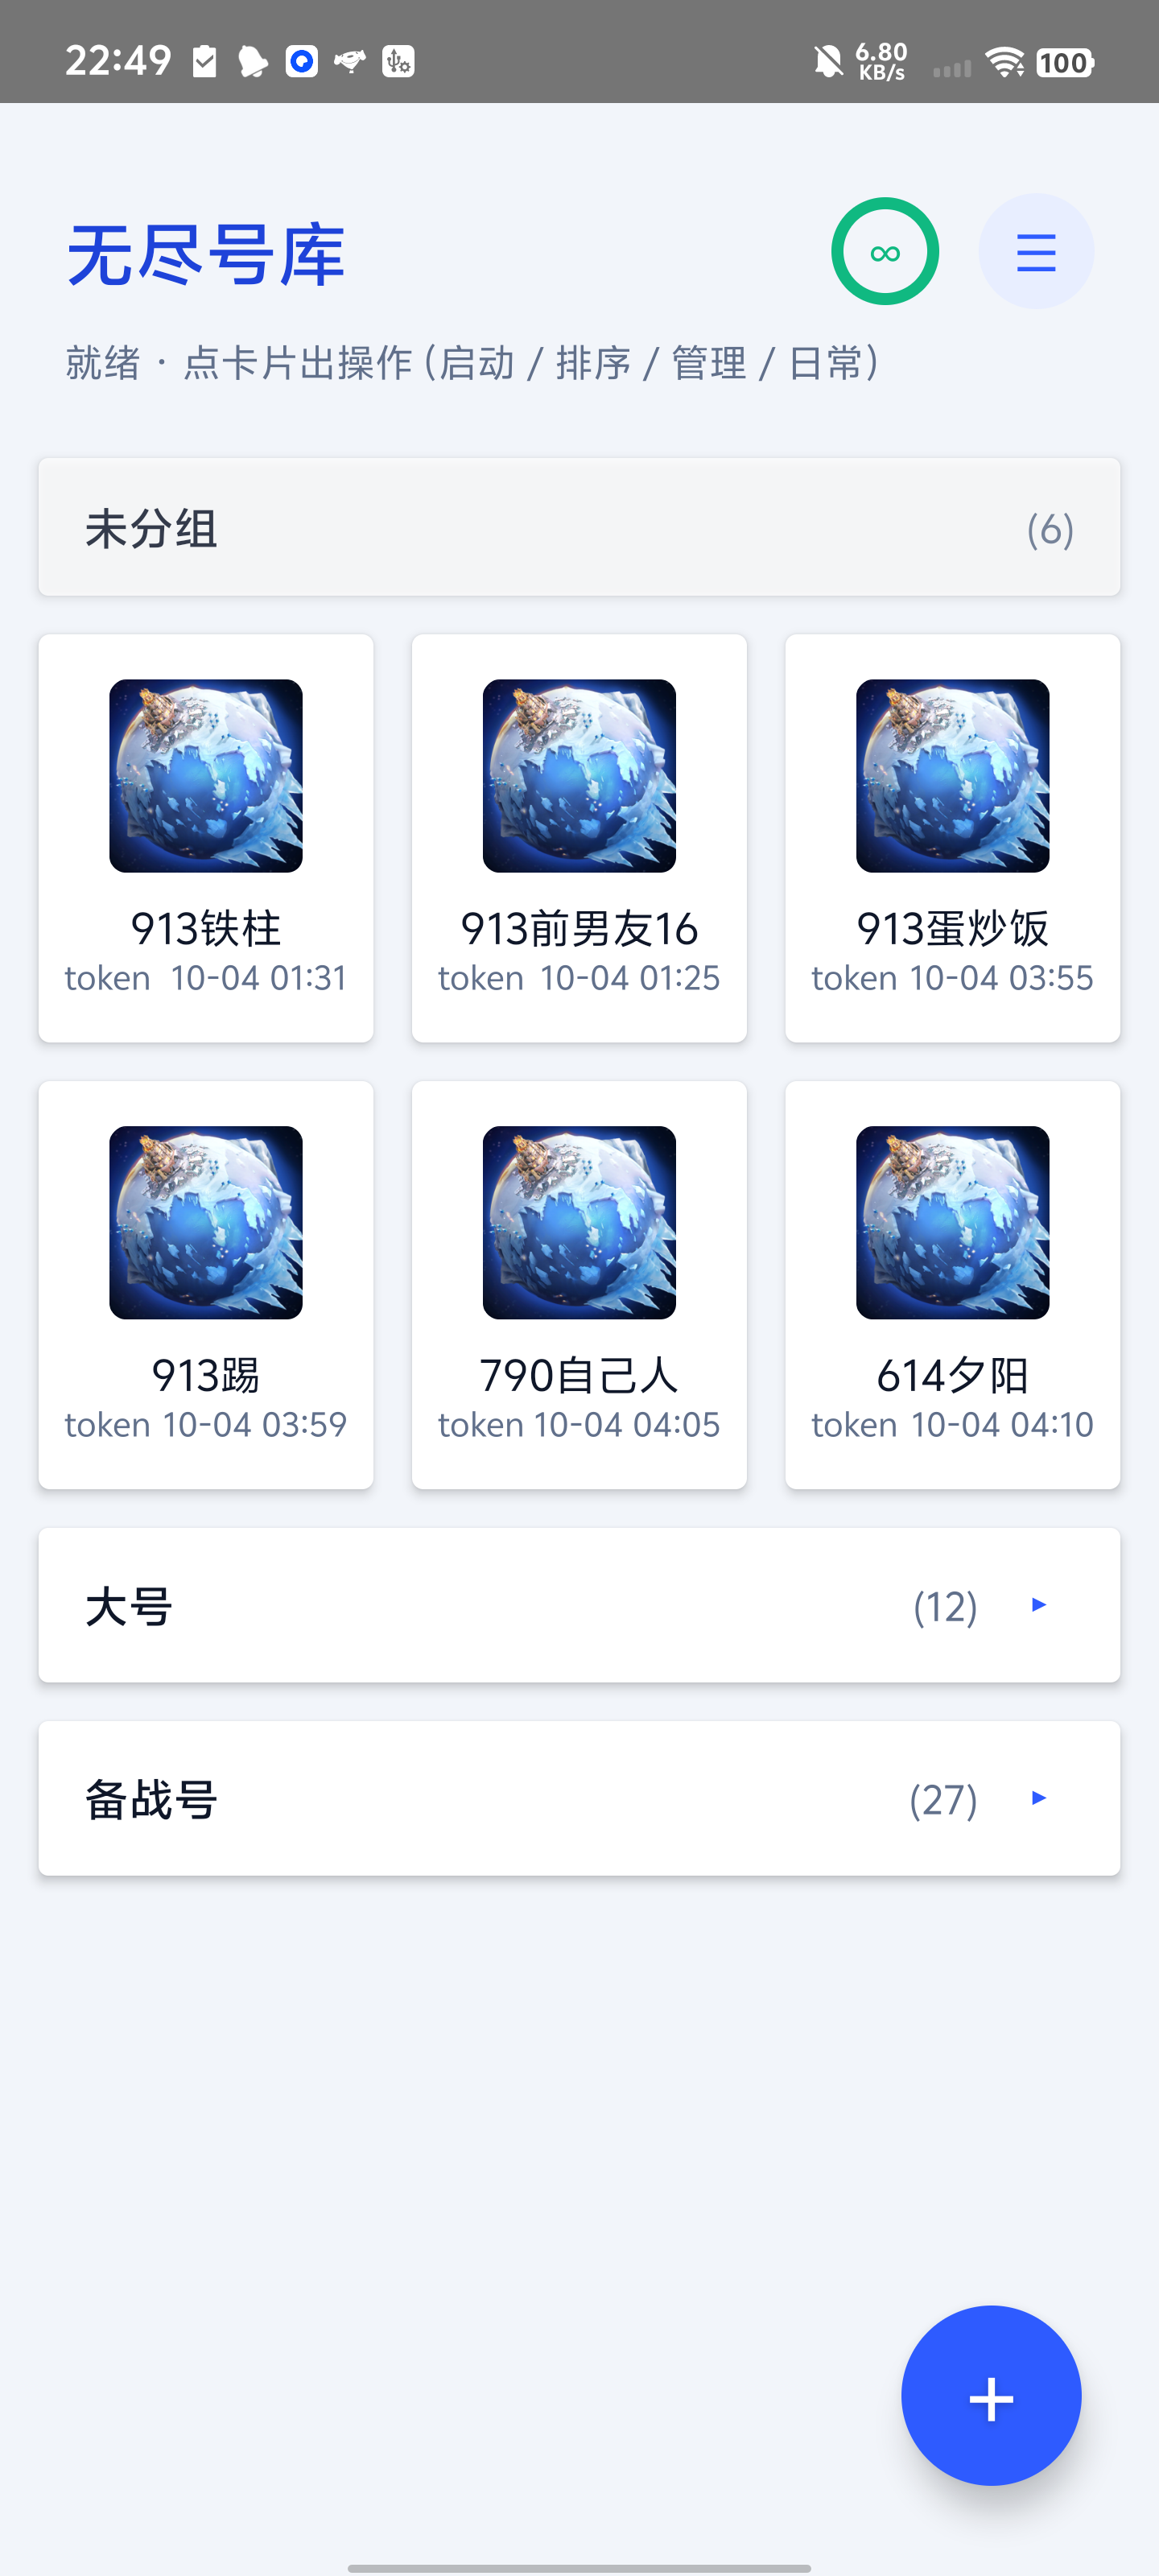 22:49
6.80
KB/s
100
无尽号库
∞
就绪 · 点卡片出操作 (启动 / 排序 / 管理 / 日常)
未分组 (6)
913铁柱
token 10-04 01:31
913前男友16
token 10-04 01:25
913蛋炒饭
token 10-04 03:55
913踢
token 10-04 03:59
790自己人
token 10-04 04:05
614夕阳
token 10-04 04:10
大号 (12)
备战号 (27)
+